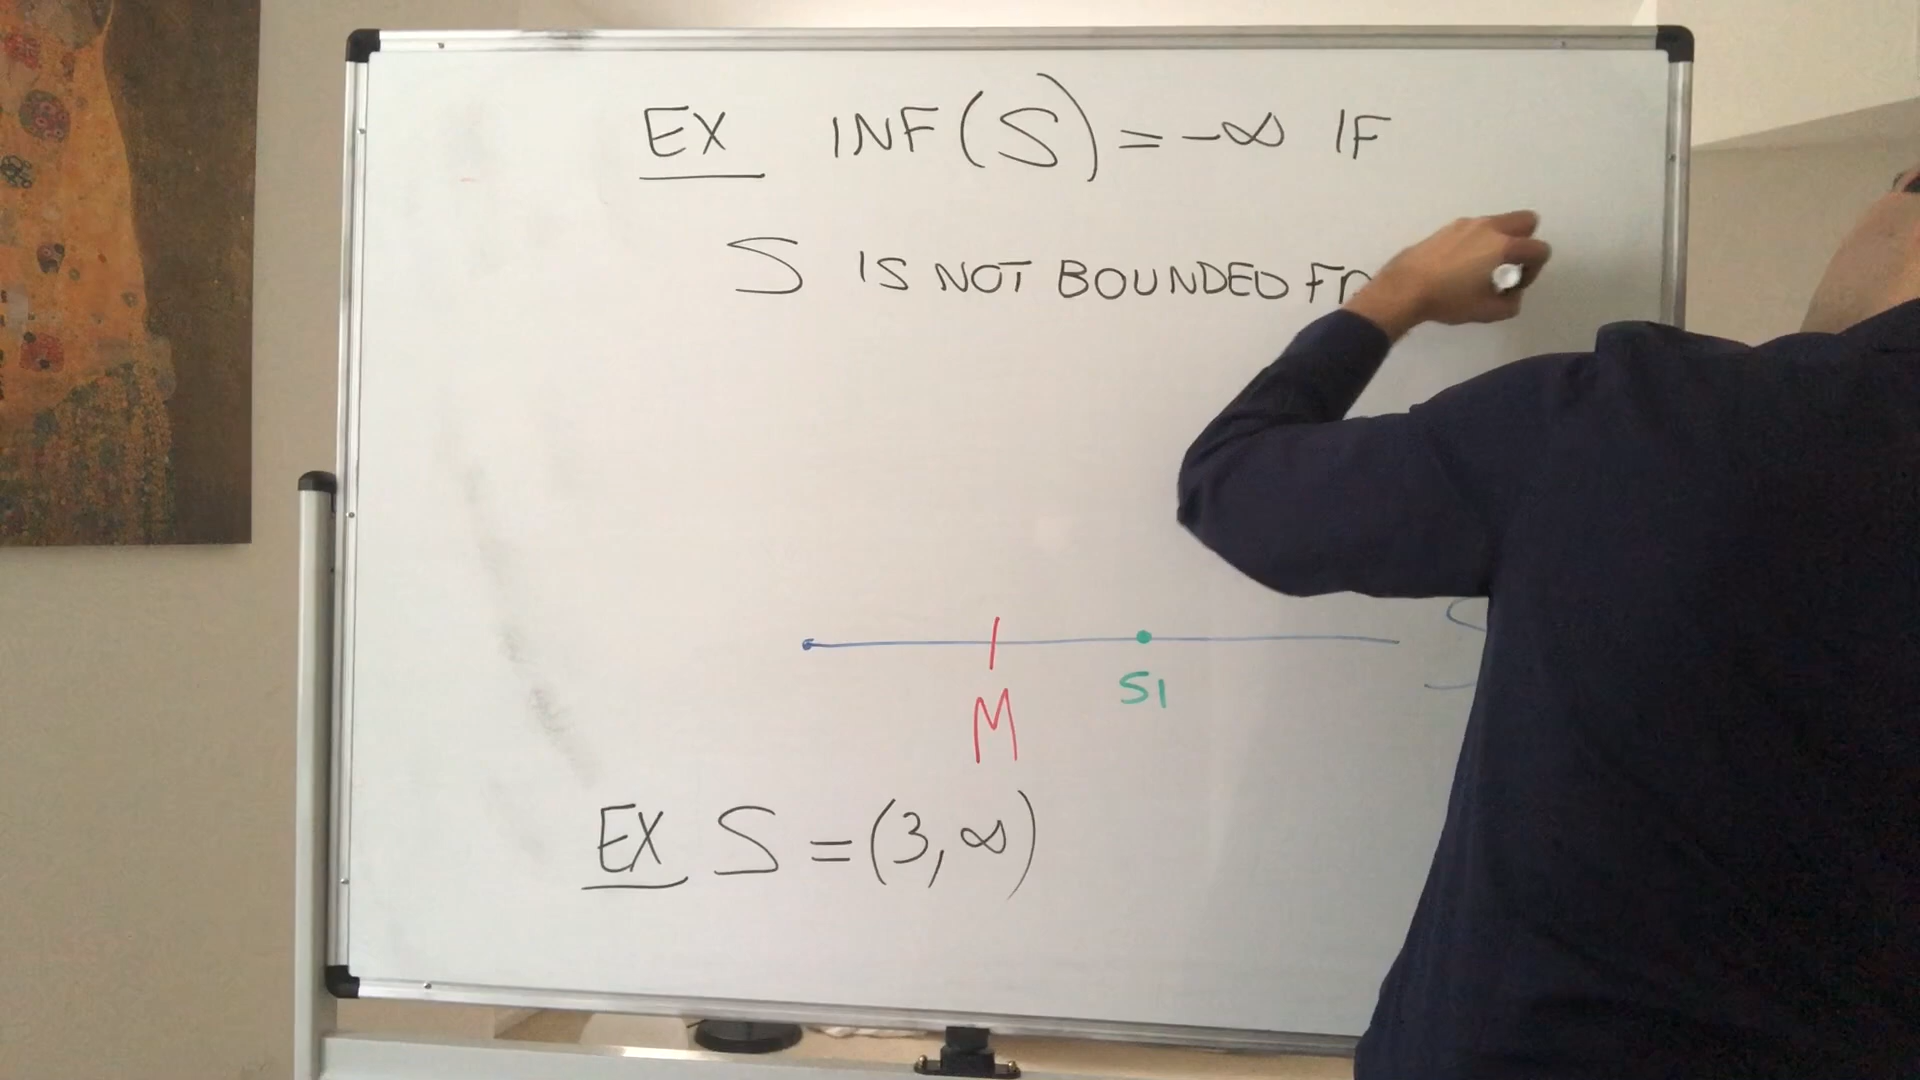 EX INF(S) = -∞ IF
S IS NOT BOUNDED
M
S1
EX S = (3, ∞)